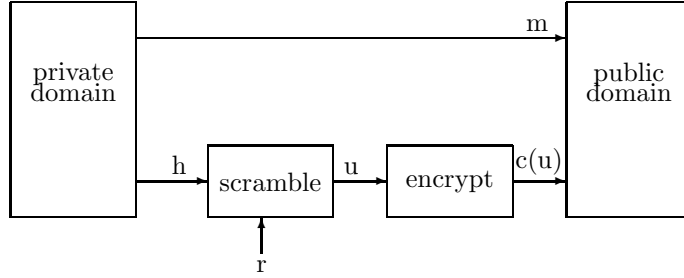 m
private
domain
public
domain
h
scramble
u
encrypt
c(u)
r